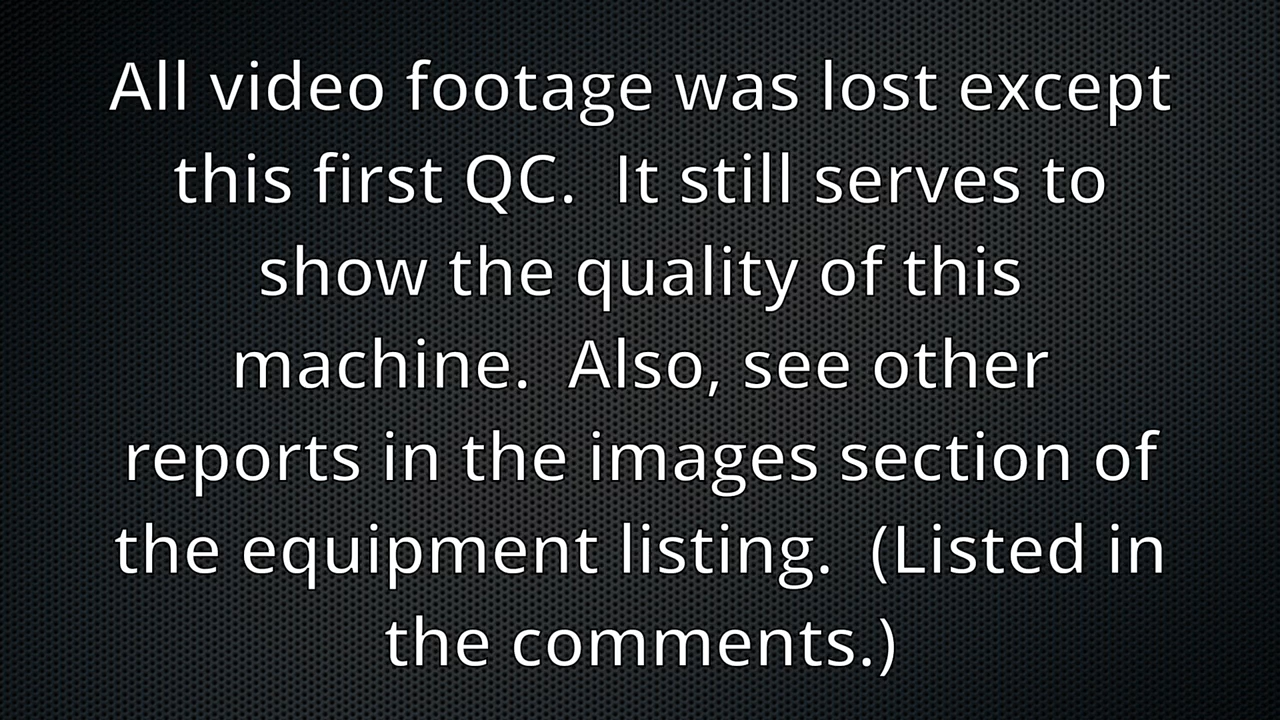 All video footage was lost except
this first QC.  It still serves to
show the quality of this
machine.  Also, see other
reports in the images section of
the equipment listing.  (Listed in
the comments.)